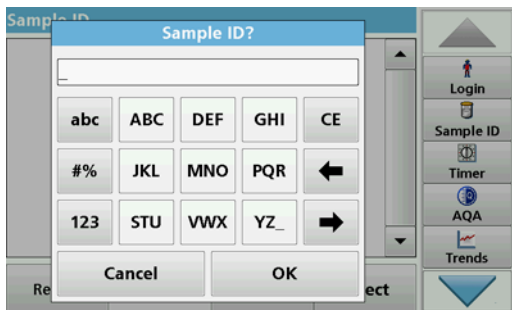 Sample ID
Sample ID?
_
abc ABC DEF GHI CE
#% JKL MNO PQR
123 STU VWX YZ_
Cancel OK
Re ect
Login
Sample ID
Timer
AQA
Trends